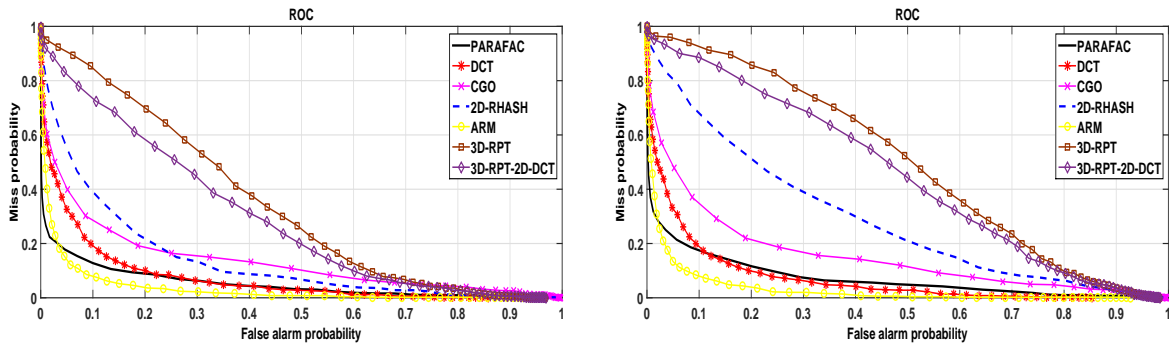 ROC
Miss probability
1
0.8
0.6
0.4
0.2
0
0 0.1 0.2 0.3 0.4 0.5 0.6 0.7 0.8 0.9 1
False alarm probability
PARAFAC
DCT
CGO
2D-RHASH
ARM
3D-RPT
3D-RPT-2D-DCT
ROC
Miss probability
1
0.8
0.6
0.4
0.2
0
0 0.1 0.2 0.3 0.4 0.5 0.6 0.7 0.8 0.9 1
False alarm probability
PARAFAC
DCT
CGO
2D-RHASH
ARM
3D-RPT
3D-RPT-2D-DCT